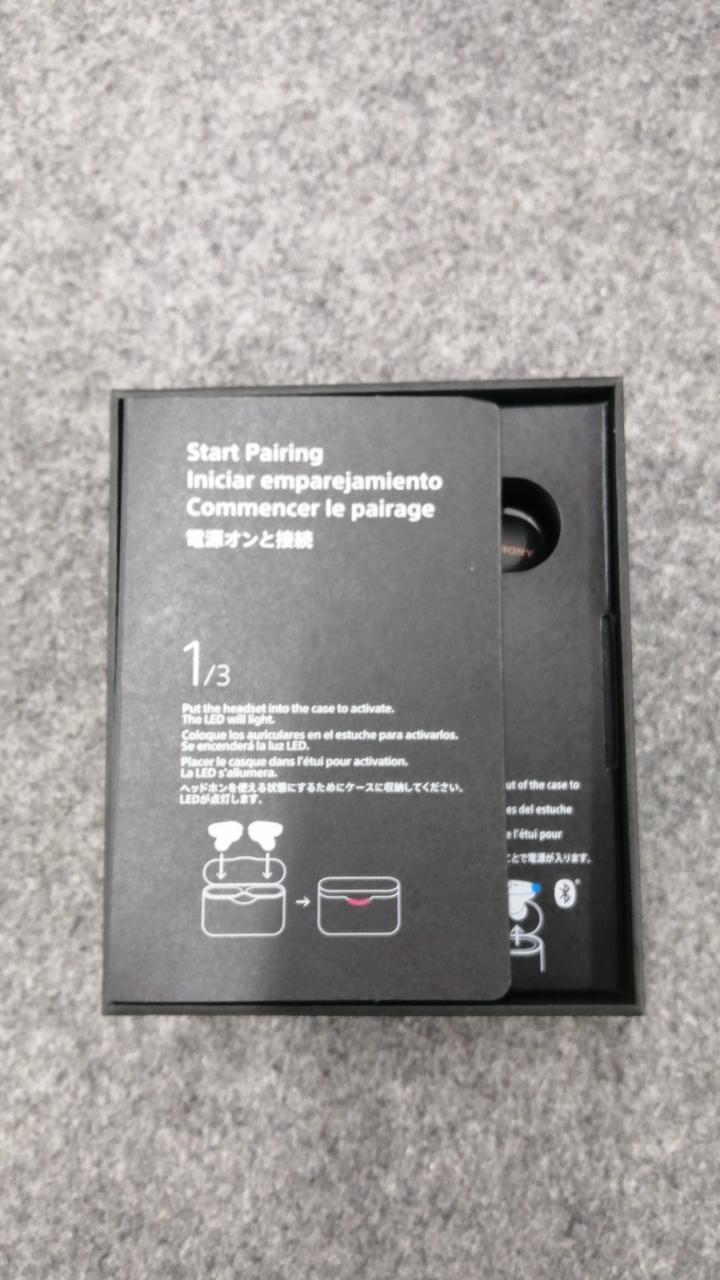 Start Pairing
Iniciar emparejamiento
Commencer le pairage
電源オンと接続
SONY
1/3
Put the headset into the case to activate.
The LED will light.
Coloque los auriculares en el estuche para activarlos.
Se encenderá la luz LED.
Placer le casque dans l'étui pour activation.
La LED s'allumera.
ヘッドホンを使える状態にするためにケースに収納してください。
LEDが点灯します。
ut of the case to
es del estuche
e l'étui pour
ことで電源が入ります。